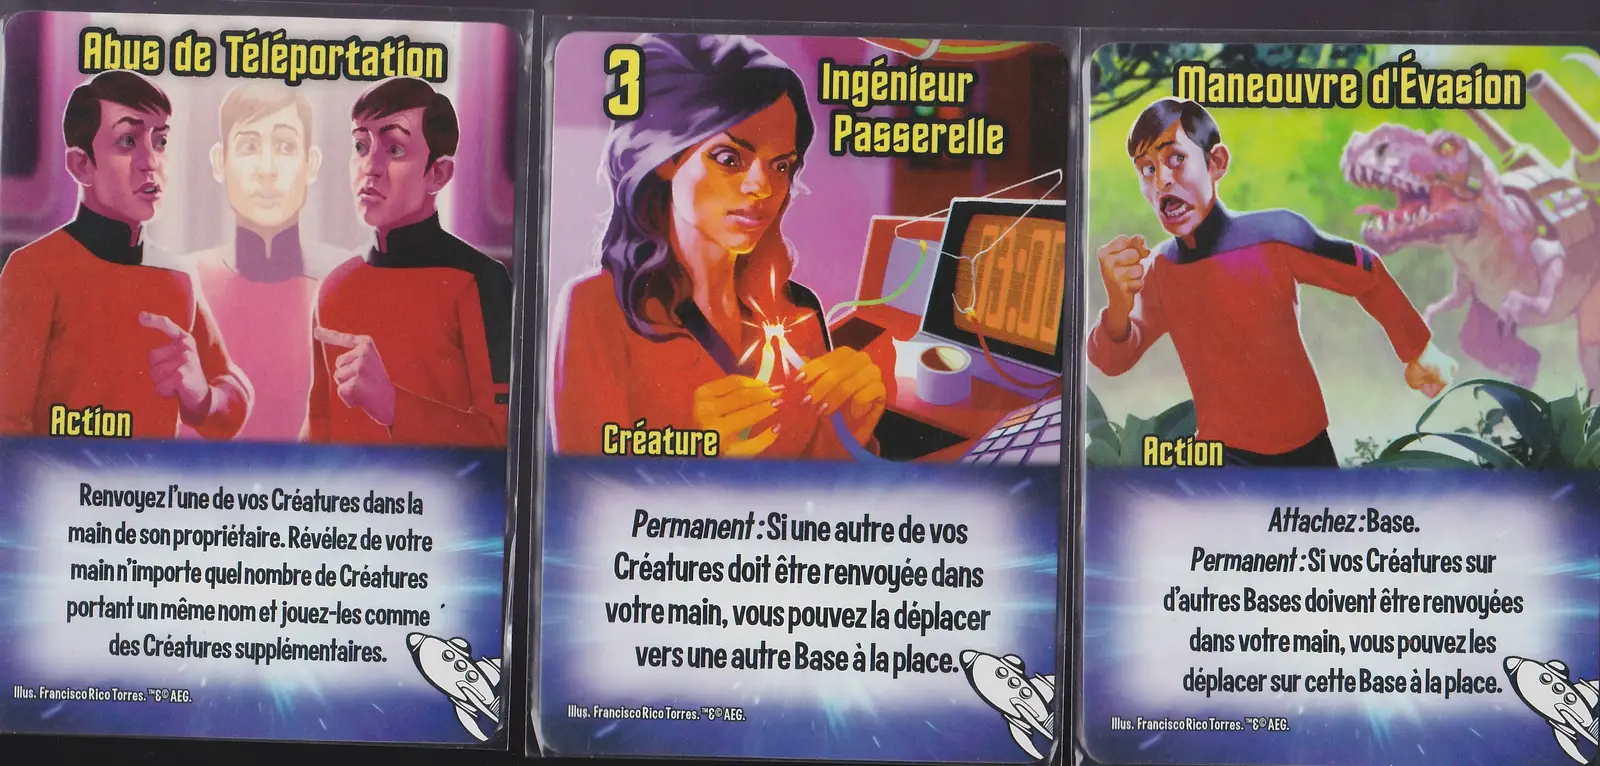 Abus de Téléportation
Action
Renvoyez l'une de vos Créatures dans la
main de son propriétaire. Révélez de votre
main n'importe quel nombre de Créatures
portant un même nom et jouez-les comme
des Créatures supplémentaires.
Illus. Francisco Rico Torres. ™&© AEG.
3
Ingénieur
Passerelle
Créature
Permanent : Si une autre de vos
Créatures doit être renvoyée dans
votre main, vous pouvez la déplacer
vers une autre Base à la place.
Illus. Francisco Rico Torres. ™&© AEG.
Maneouvre d'Évasion
Action
Attachez : Base.
Permanent : Si vos Créatures sur
d'autres Bases doivent être renvoyées
dans votre main, vous pouvez les
déplacer sur cette Base à la place.
Illus. Francisco Rico Torres. ™&© AEG.